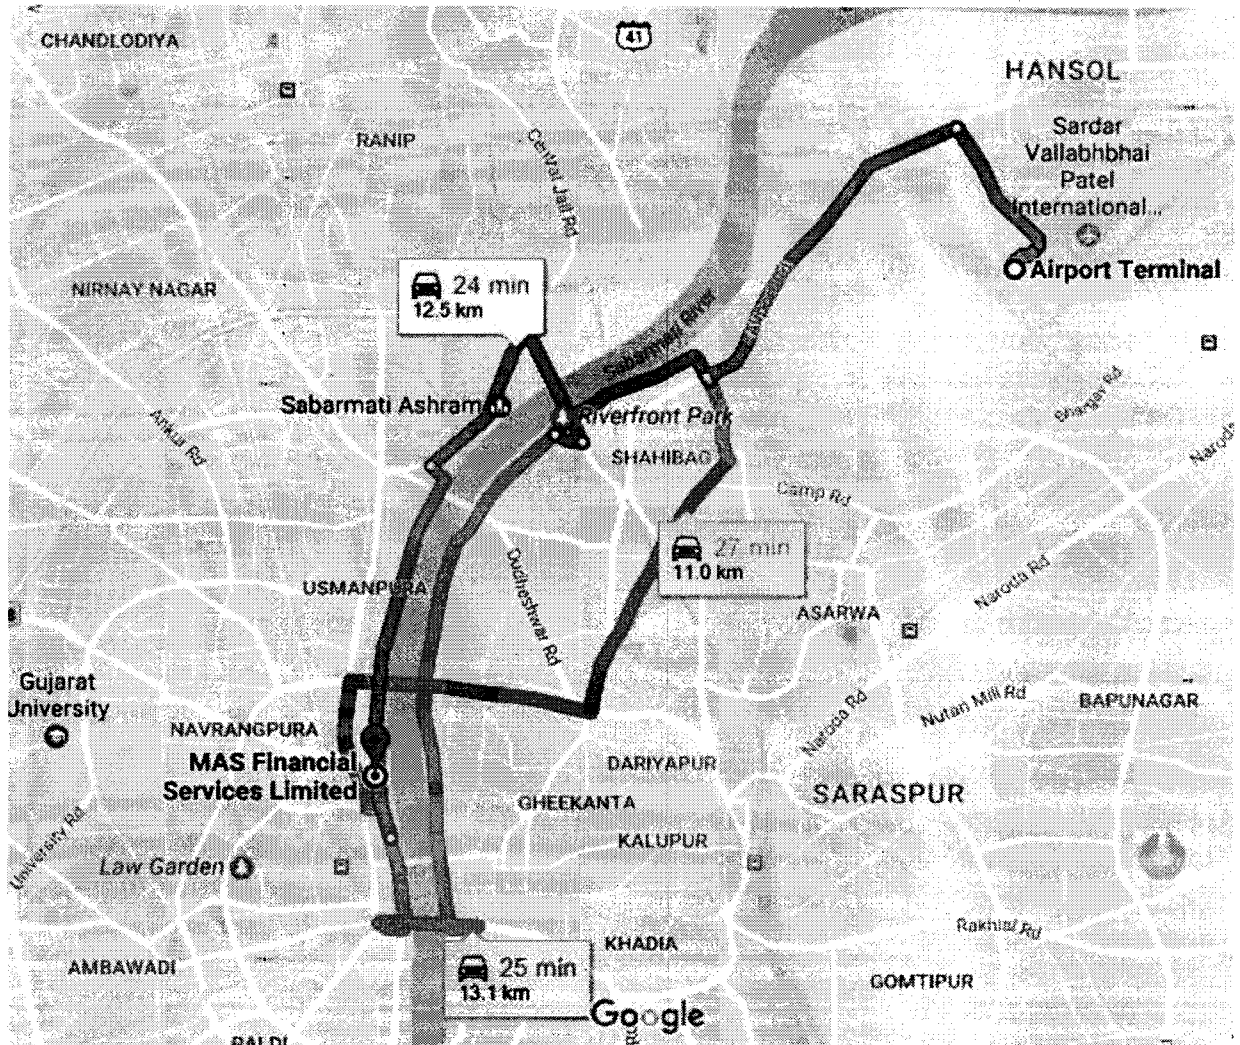 41
CHANDLODIYA
HANSOL
Sardar
Vallabhbhai
Patel
International...
RANIP
Airport Terminal
NIRNAY NAGAR
24 min
12.5 km
Sabarmati River
Sabarmati Ashram
Riverfront Park
Bhargav Rd
Ankur Rd
Naroda
SHAHIBAG
Camp Rd
27 min
11.0 km
Dudheshwar Rd
USMANPURA
Naroda Rd
ASARWA
Gujarat
University
NAVRANGPURA
Naroda Rd
Nutan Mill Rd
BAPUNAGAR
MAS Financial
Services Limited
DARIYAPUR
GHEEKANTA
SARASPUR
KALUPUR
University Rd
Law Garden
Rakhial Rd
KHADIA
AMBAWADI
25 min
13.1 km
GOMTIPUR
Google
PALDI